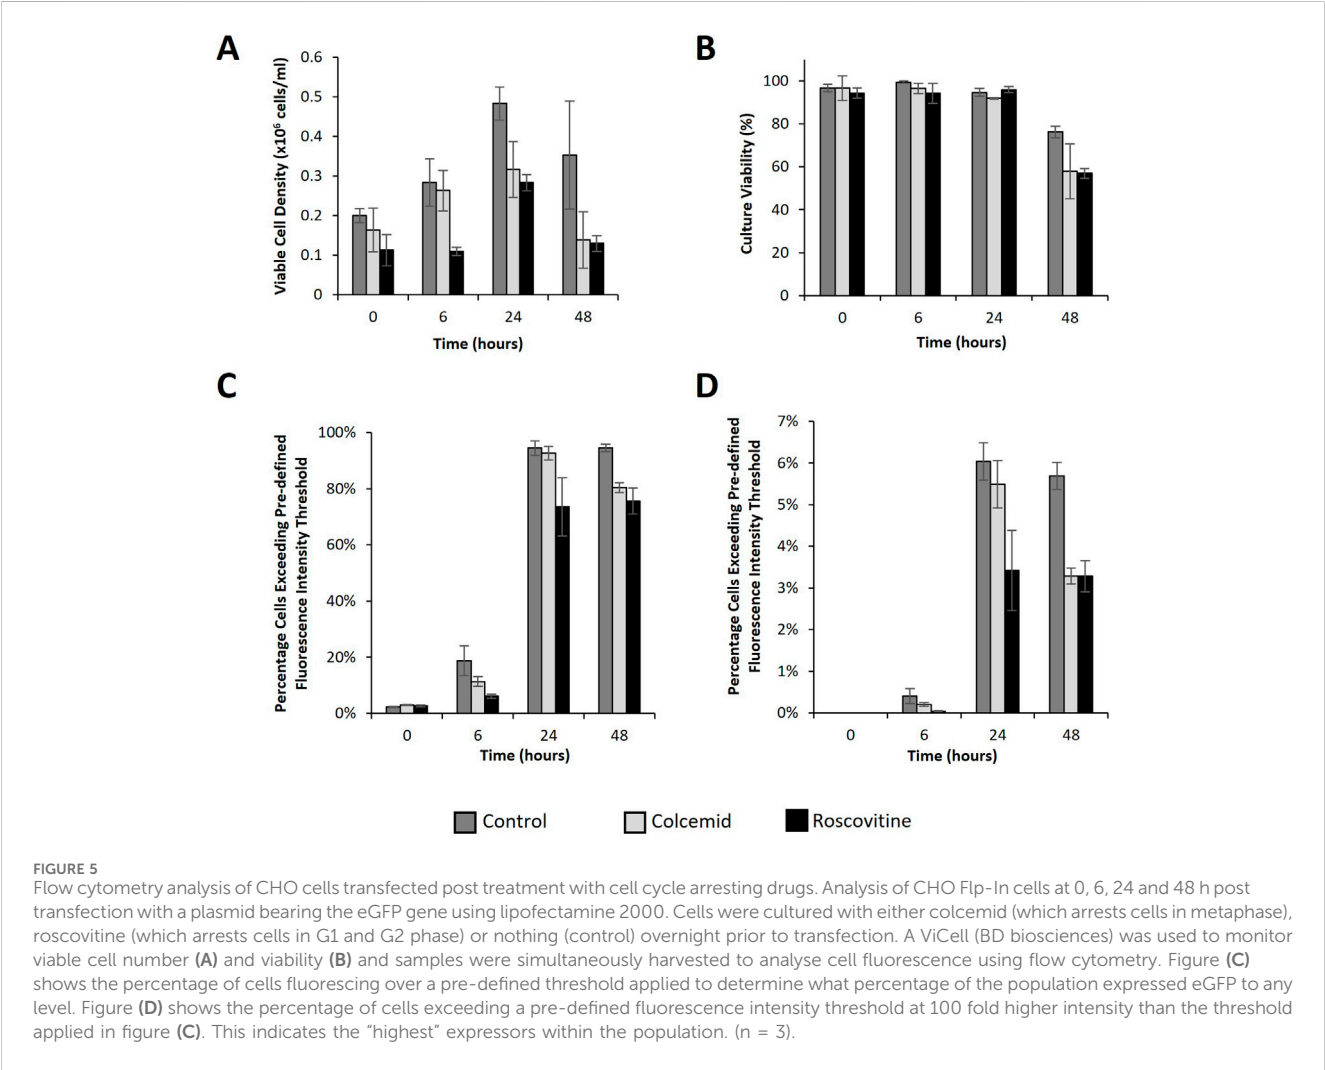 A
Viable Cell Density (x10⁶ cells/ml)
0.6
0.5
0.4
0.3
0.2
0.1
0
0 6 24 48
Time (hours)
B
Culture Viability (%)
100
80
60
40
20
0
0 6 24 48
Time (hours)
C
Percentage Cells Exceeding Pre-defined
Fluorescence Intensity Threshold
100%
80%
60%
40%
20%
0%
0 6 24 48
Time (hours)
D
Percentage Cells Exceeding Pre-defined
Fluorescence Intensity Threshold
7%
6%
5%
4%
3%
2%
1%
0%
0 6 24 48
Time (hours)
Control Colcemid Roscovitine
FIGURE 5
Flow cytometry analysis of CHO cells transfected post treatment with cell cycle arresting drugs. Analysis of CHO Flp-In cells at 0, 6, 24 and 48 h post
transfection with a plasmid bearing the eGFP gene using lipofectamine 2000. Cells were cultured with either colcemid (which arrests cells in metaphase),
roscovitine (which arrests cells in G1 and G2 phase) or nothing (control) overnight prior to transfection. A ViCell (BD biosciences) was used to monitor
viable cell number (A) and viability (B) and samples were simultaneously harvested to analyse cell fluorescence using flow cytometry. Figure (C)
shows the percentage of cells fluorescing over a pre-defined threshold applied to determine what percentage of the population expressed eGFP to any
level. Figure (D) shows the percentage of cells exceeding a pre-defined fluorescence intensity threshold at 100 fold higher intensity than the threshold
applied in figure (C). This indicates the “highest” expressors within the population. (n = 3).